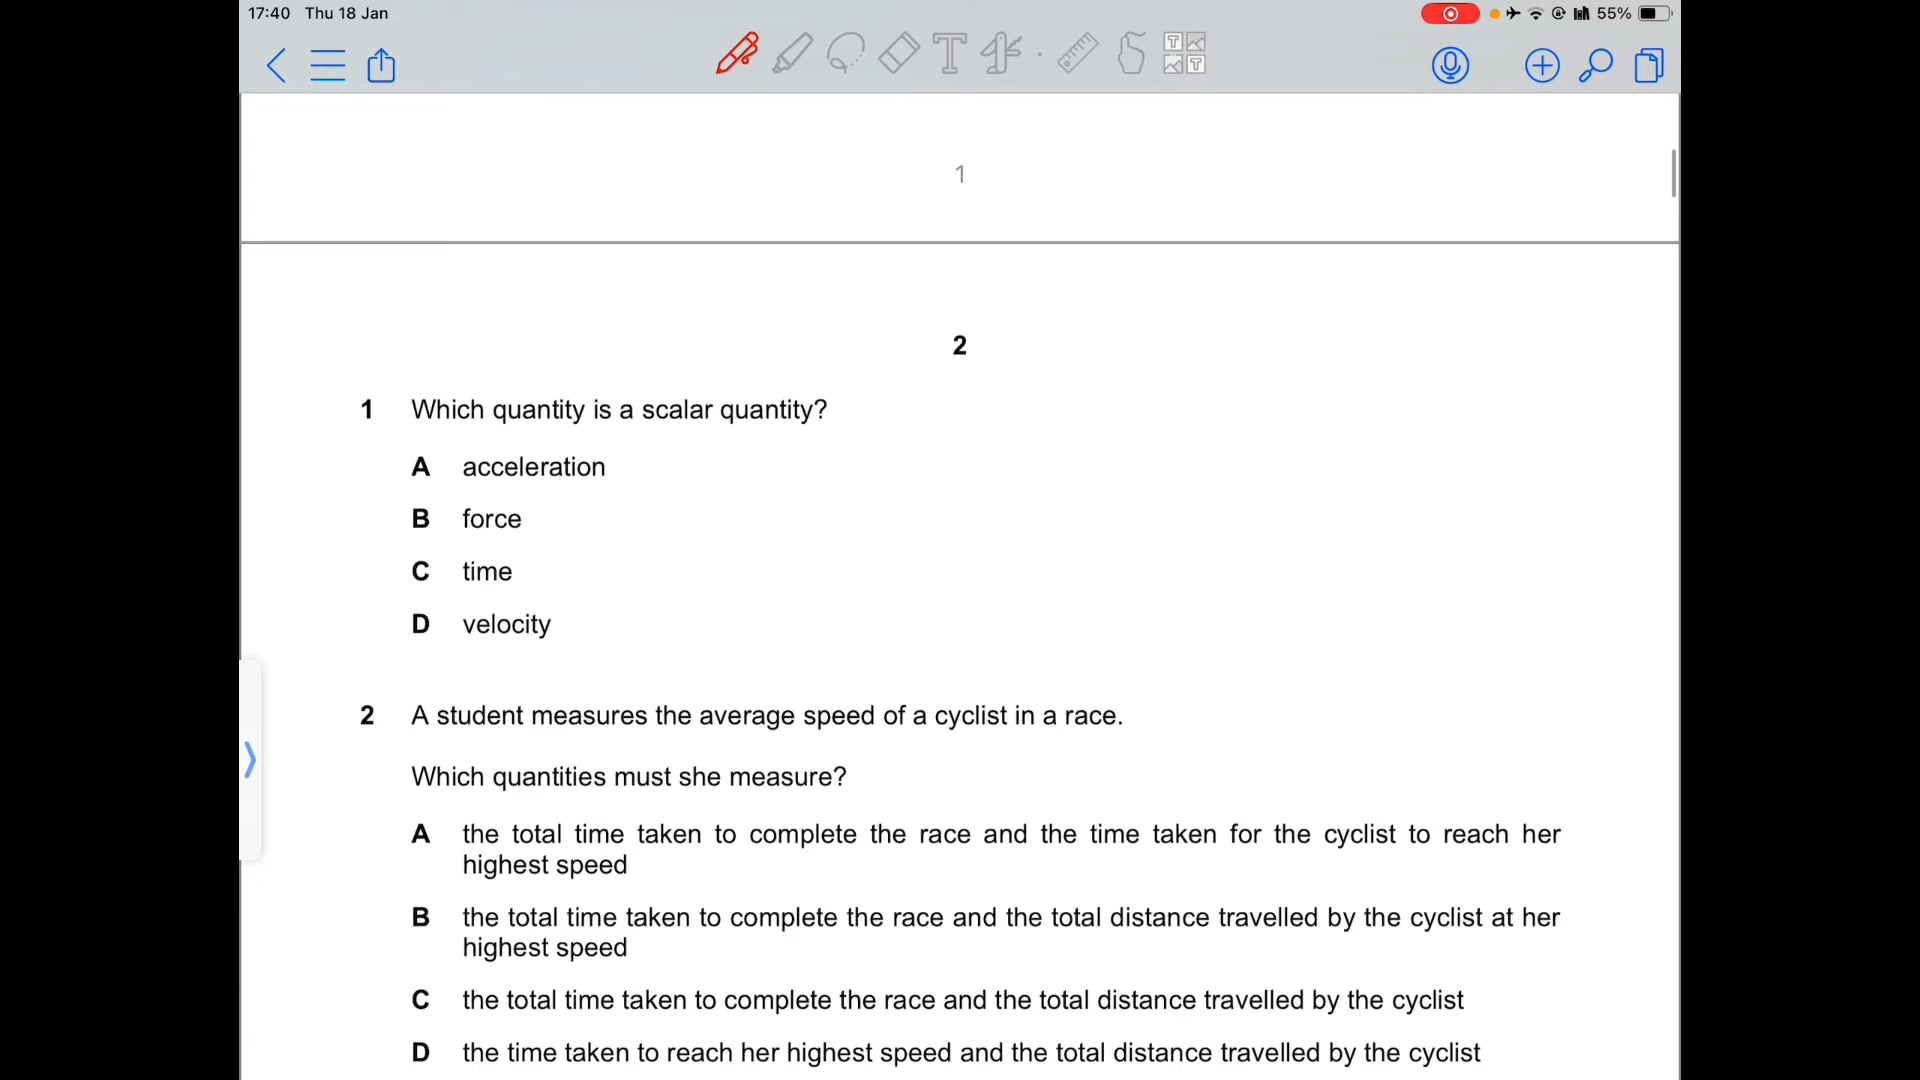 17:40 Thu 18 Jan
55%
1
2
1 Which quantity is a scalar quantity?
A acceleration
B force
C time
D velocity
2 A student measures the average speed of a cyclist in a race.
Which quantities must she measure?
A the total time taken to complete the race and the time taken for the cyclist to reach her
highest speed
B the total time taken to complete the race and the total distance travelled by the cyclist at her
highest speed
C the total time taken to complete the race and the total distance travelled by the cyclist
D the time taken to reach her highest speed and the total distance travelled by the cyclist